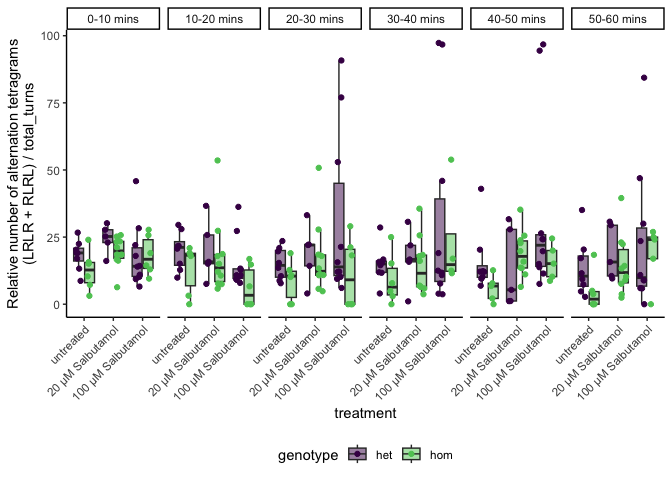 0-10 mins 10-20 mins 20-30 mins 30-40 mins 40-50 mins 50-60 mins
Relative number of alternation tetragrams
(LRLR + RLRL) / total_turns
100
75
50
25
0
untreated 20 µM Salbutamol 100 µM Salbutamol untreated 20 µM Salbutamol 100 µM Salbutamol untreated 20 µM Salbutamol 100 µM Salbutamol untreated 20 µM Salbutamol 100 µM Salbutamol untreated 20 µM Salbutamol 100 µM Salbutamol untreated 20 µM Salbutamol 100 µM Salbutamol
treatment
genotype het hom